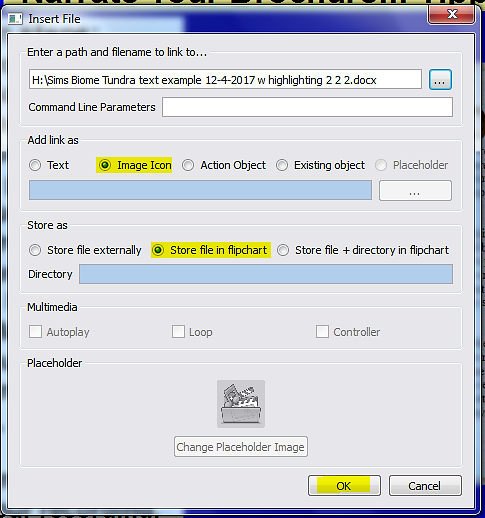 Narrate Your Brochure...
Insert File
Enter a path and filename to link to...
H:\Sims Biome Tundra text example 12-4-2017 w highlighting 2 2 2.docx
...
Command Line Parameters
Add link as
Text Image Icon Action Object Existing object Placeholder
...
Store as
Store file externally Store file in flipchart Store file + directory in flipchart
Directory
Multimedia
Autoplay Loop Controller
Placeholder
Change Placeholder Image
OK Cancel